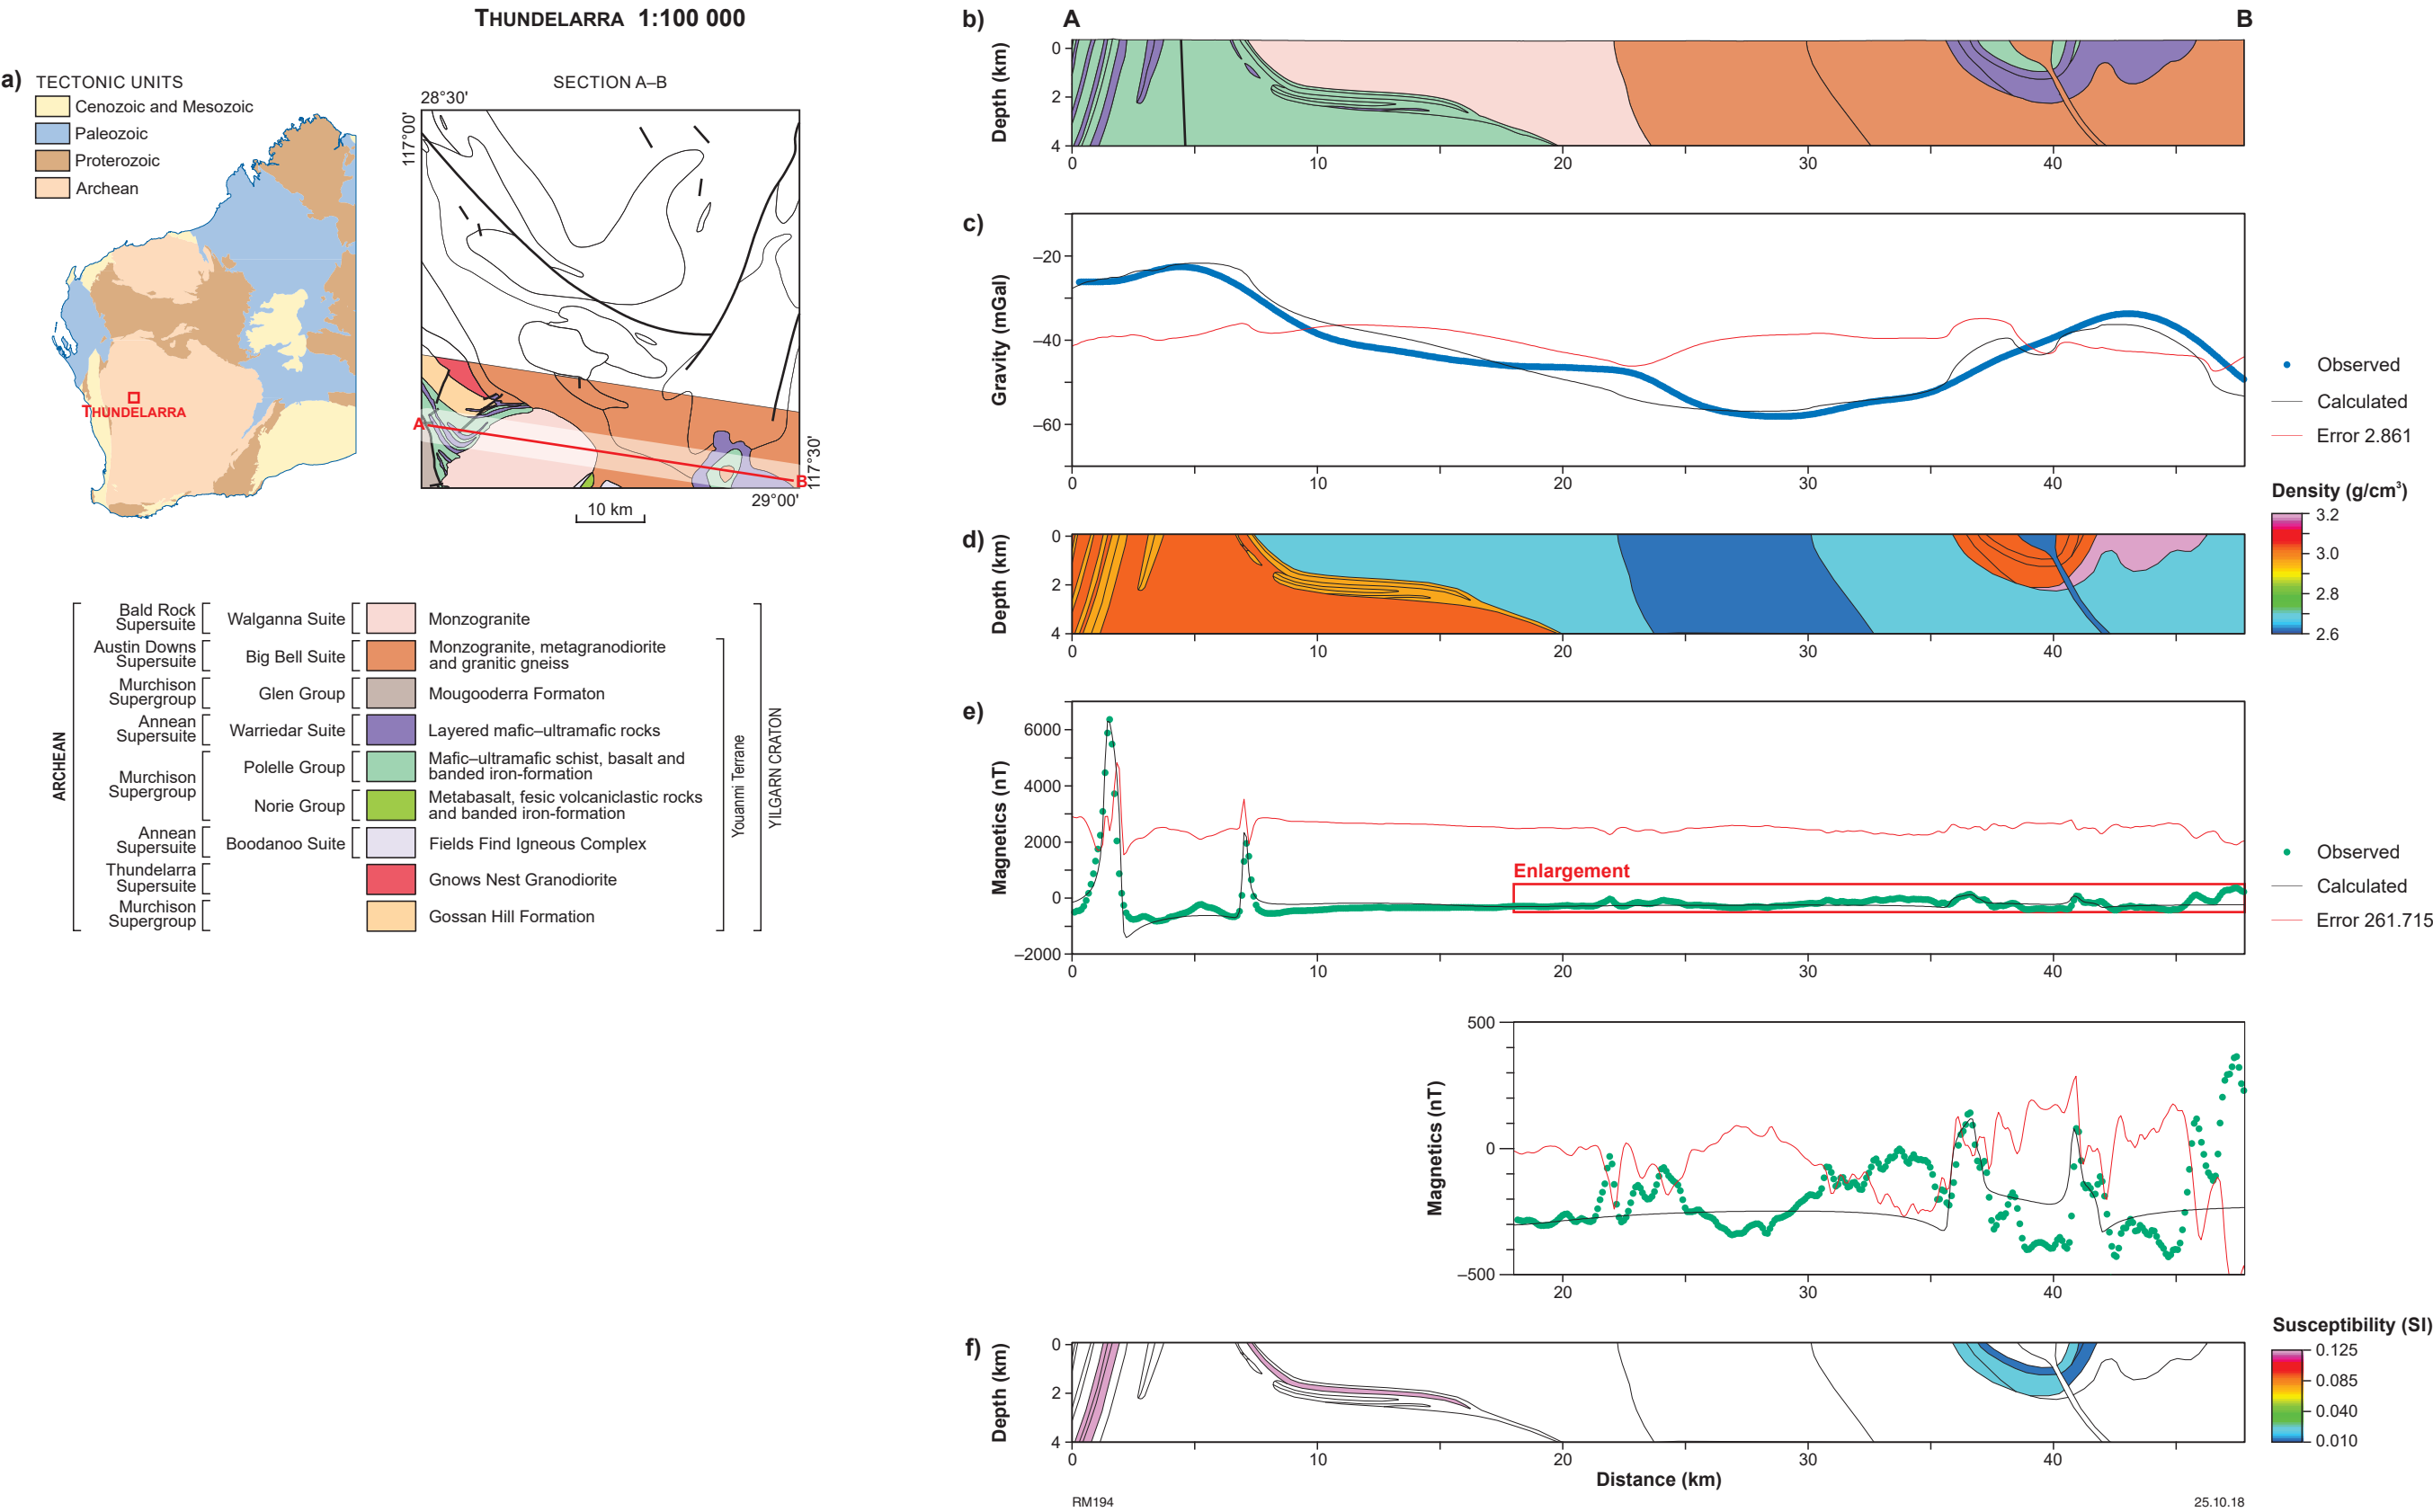 THUNDELARRA 1:100 000
a)
TECTONIC UNITS
Cenozoic and Mesozoic
Paleozoic
Proterozoic
Archean
THUNDELARRA
SECTION A–B
28°30'
117°00'
A
B
117°30'
29°00'
10 km
ARCHEAN
Bald Rock
Supersuite
Walganna Suite
Monzogranite
Austin Downs
Supersuite
Big Bell Suite
Monzogranite, metagranodiorite
and granitic gneiss
Murchison
Supergroup
Glen Group
Mougooderra Formaton
Annean
Supersuite
Warriedar Suite
Layered mafic–ultramafic rocks
Murchison
Supergroup
Polelle Group
Mafic–ultramafic schist, basalt and
banded iron-formation
Norie Group
Metabasalt, fesic volcaniclastic rocks
and banded iron-formation
Annean
Supersuite
Boodanoo Suite
Fields Find Igneous Complex
Thundelarra
Supersuite
Gnows Nest Granodiorite
Murchison
Supergroup
Gossan Hill Formation
Youanmi Terrane
YILGARN CRATON
b)
A
B
Depth (km)
0
2
4
0 10 20 30 40
c)
Gravity (mGal)
–20
–40
–60
0 10 20 30 40
Observed
Calculated
Error 2.861
d)
Depth (km)
0
2
4
0 10 20 30 40
Density (g/cm³)
3.2
3.0
2.8
2.6
e)
Magnetics (nT)
6000
4000
2000
0
–2000
Enlargement
0 10 20 30 40
Observed
Calculated
Error 261.715
Magnetics (nT)
500
0
–500
20 30 40
f)
Depth (km)
0
2
4
0 10 20 30 40
Distance (km)
Susceptibility (SI)
0.125
0.085
0.040
0.010
RM194
25.10.18